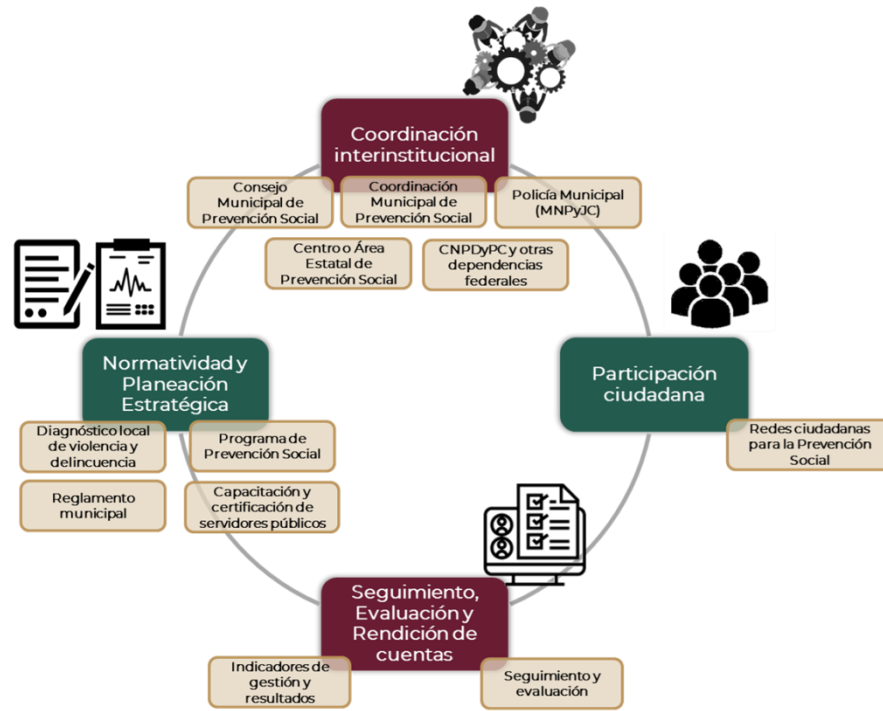 Coordinación
interinstitucional
Consejo
Municipal de
Prevención Social
Coordinación
Municipal de
Prevención Social
Policía Municipal
(MNPyJC)
Centro o Área
Estatal de
Prevención Social
CNPDyPC y otras
dependencias
federales
Normatividad y
Planeación
Estratégica
Diagnóstico local
de violencia y
delincuencia
Programa de
Prevención Social
Reglamento
municipal
Capacitación y
certificación de
servidores públicos
Participación
ciudadana
Redes ciudadanas
para la Prevención
Social
Seguimiento,
Evaluación y
Rendición de
cuentas
Indicadores de
gestión y
resultados
Seguimiento y
evaluación